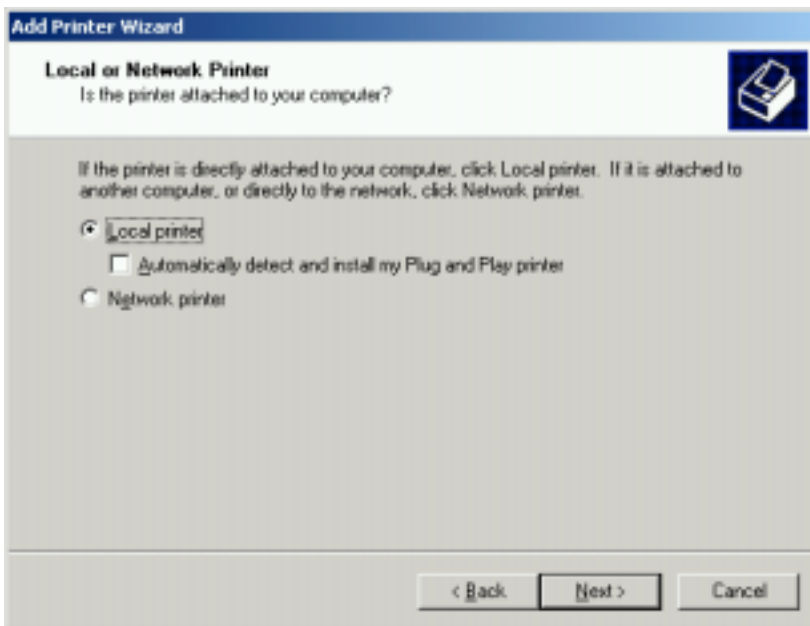 Add Printer Wizard
Local or Network Printer
Is the printer attached to your computer?
If the printer is directly attached to your computer, click Local printer. If it is attached to
another computer, or directly to the network, click Network printer.
Local printer
Automatically detect and install my Plug and Play printer
Network printer
< Back
Next >
Cancel